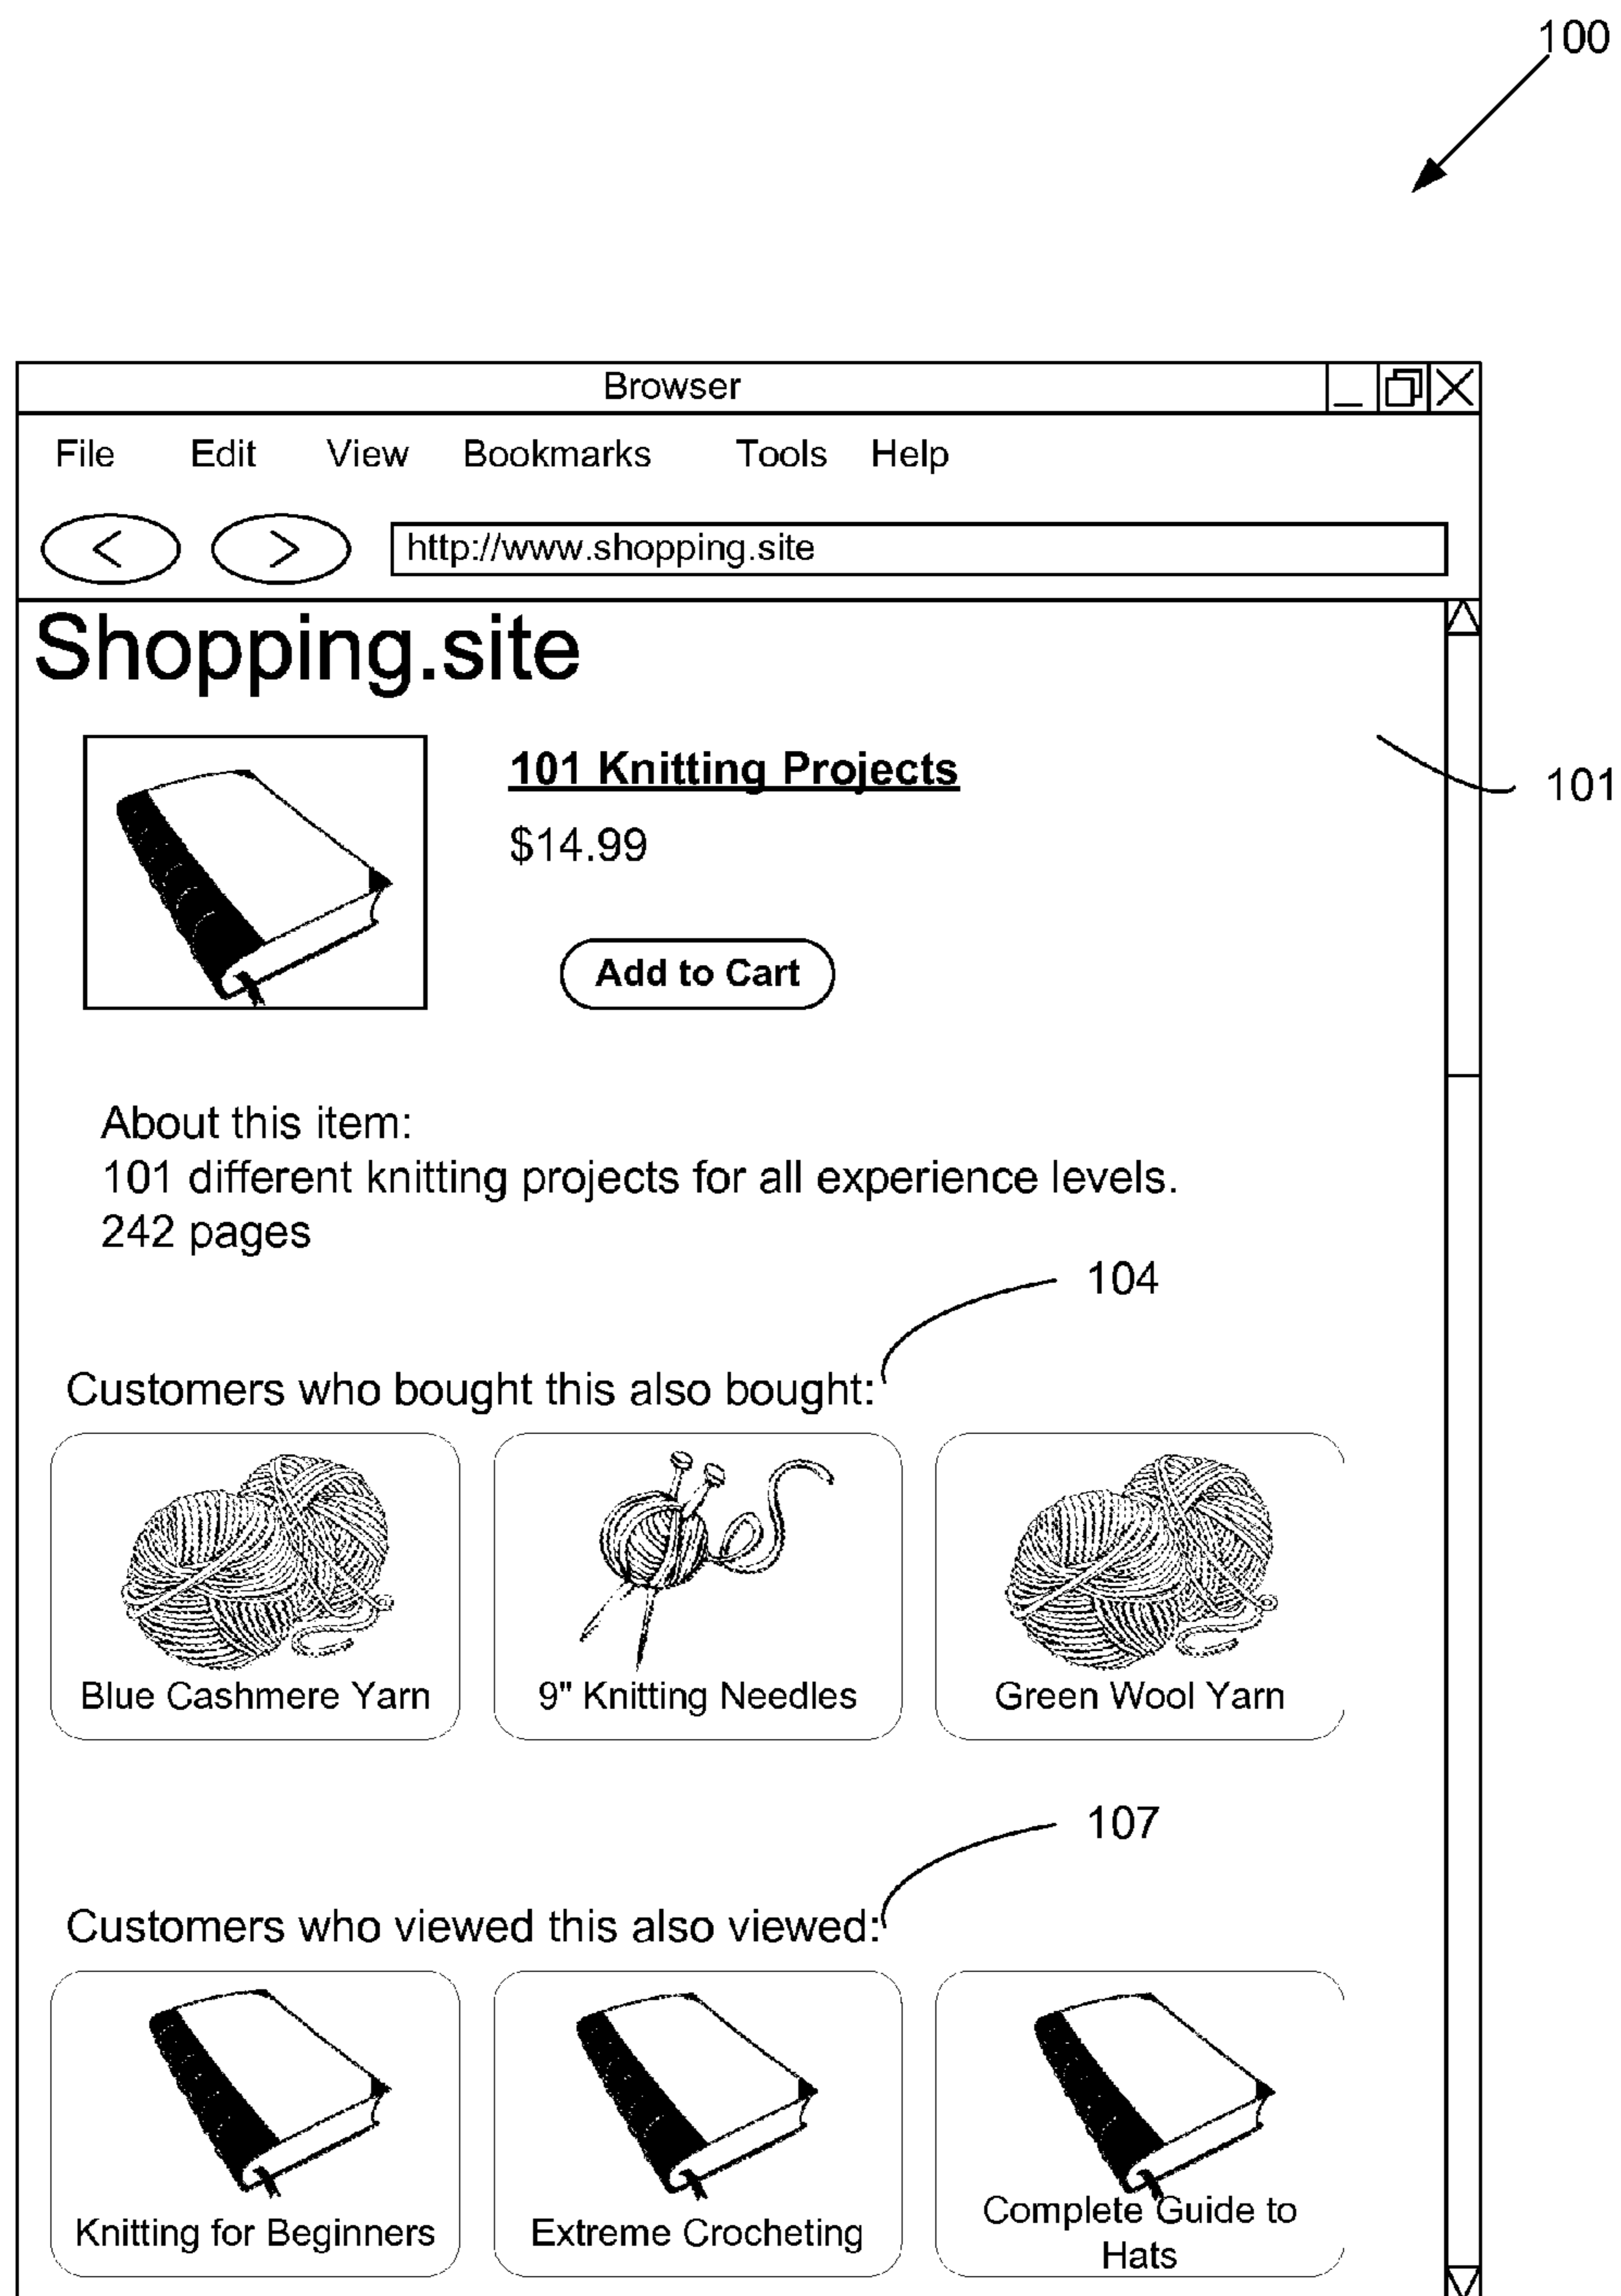 100
Browser
File Edit View Bookmarks Tools Help
http://www.shopping.site
Shopping.site
101 Knitting Projects
101
$14.99
Add to Cart
About this item:
101 different knitting projects for all experience levels.
242 pages
104
Customers who bought this also bought:
Blue Cashmere Yarn
9" Knitting Needles
Green Wool Yarn
107
Customers who viewed this also viewed:
Knitting for Beginners
Extreme Crocheting
Complete Guide to
Hats